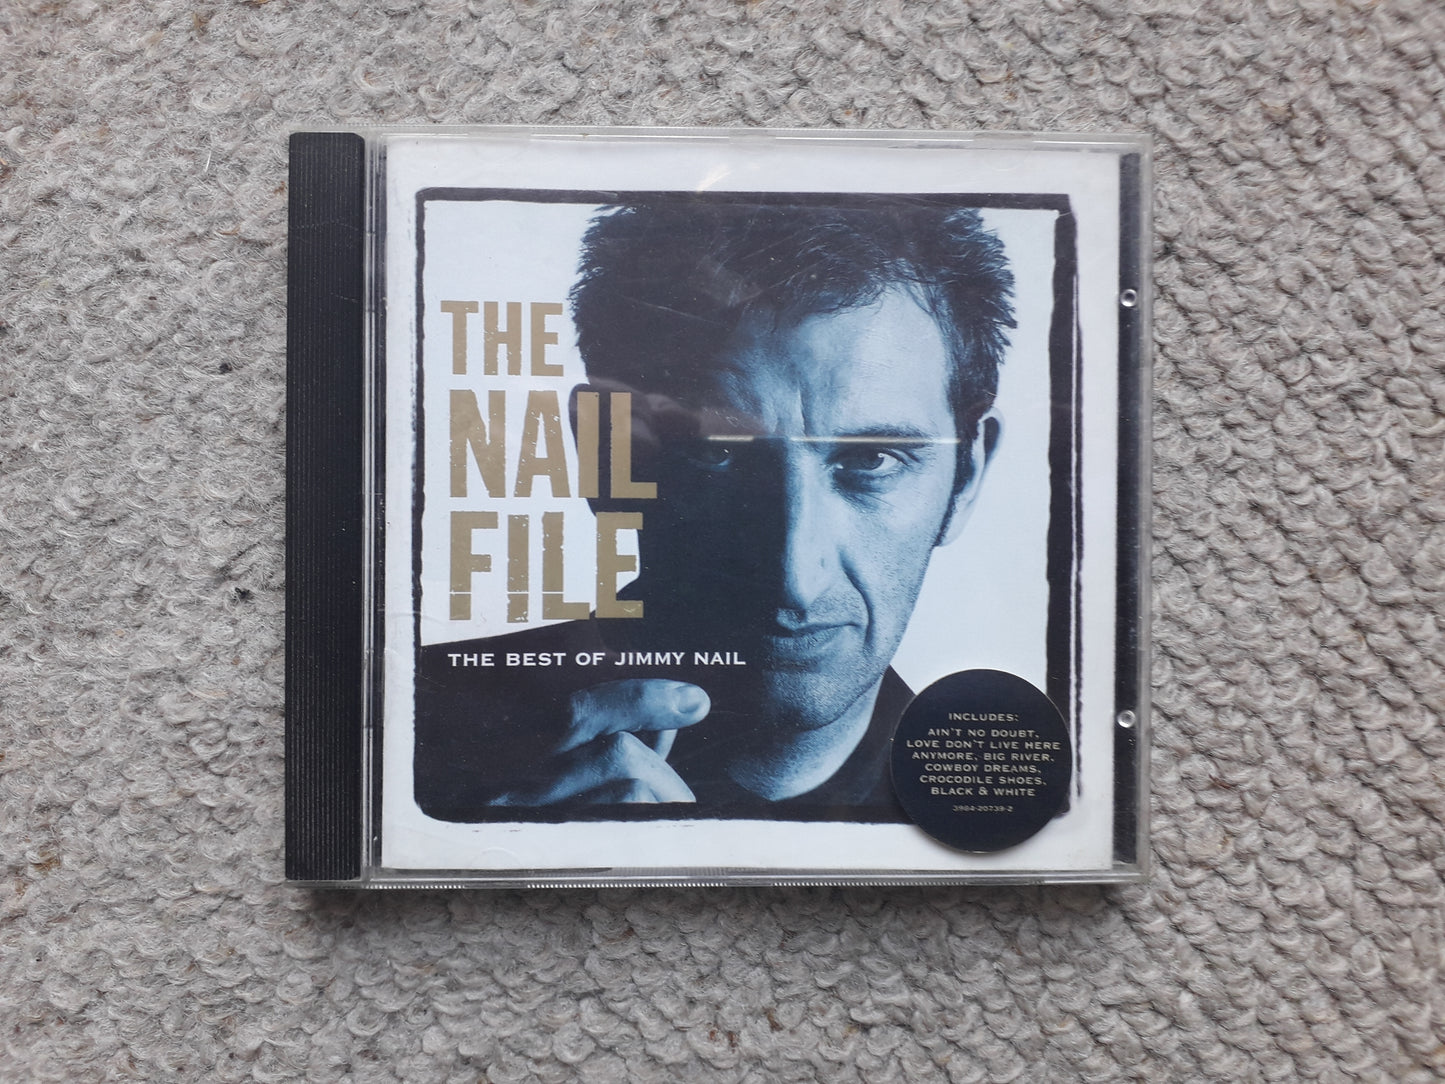 THE
NAIL
FILE
THE BEST OF JIMMY NAIL
INCLUDES:
AIN'T NO DOUBT,
LOVE DON'T LIVE HERE
ANYMORE, BIG RIVER,
COWBOY DREAMS,
CROCODILE SHOES,
BLACK & WHITE
3984-20739-2